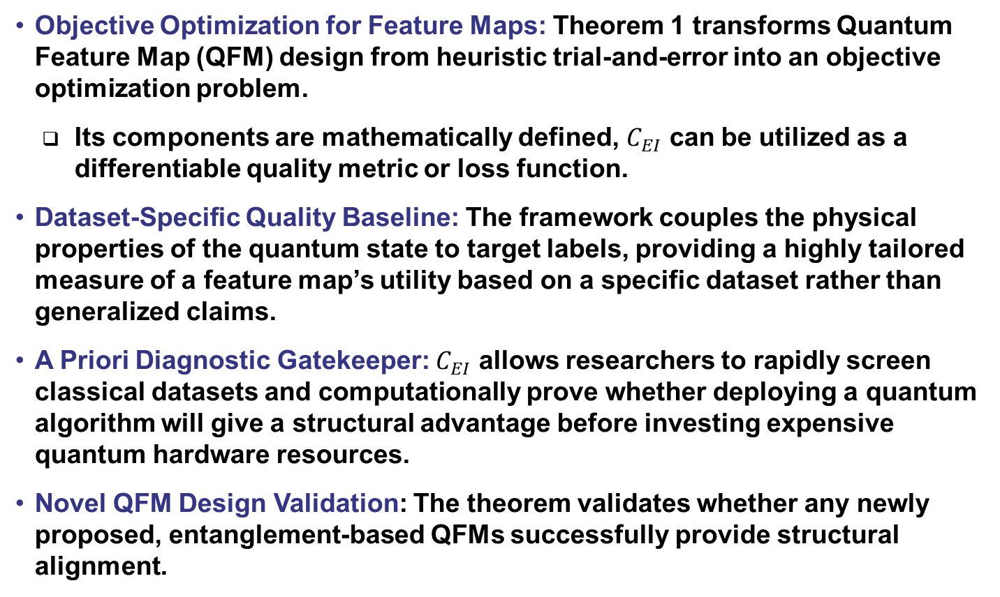 • Objective Optimization for Feature Maps: Theorem 1 transforms Quantum
Feature Map (QFM) design from heuristic trial-and-error into an objective
optimization problem.
❑ Its components are mathematically defined, C_EI can be utilized as a
differentiable quality metric or loss function.
• Dataset-Specific Quality Baseline: The framework couples the physical
properties of the quantum state to target labels, providing a highly tailored
measure of a feature map’s utility based on a specific dataset rather than
generalized claims.
• A Priori Diagnostic Gatekeeper: C_EI allows researchers to rapidly screen
classical datasets and computationally prove whether deploying a quantum
algorithm will give a structural advantage before investing expensive
quantum hardware resources.
• Novel QFM Design Validation: The theorem validates whether any newly
proposed, entanglement-based QFMs successfully provide structural
alignment.